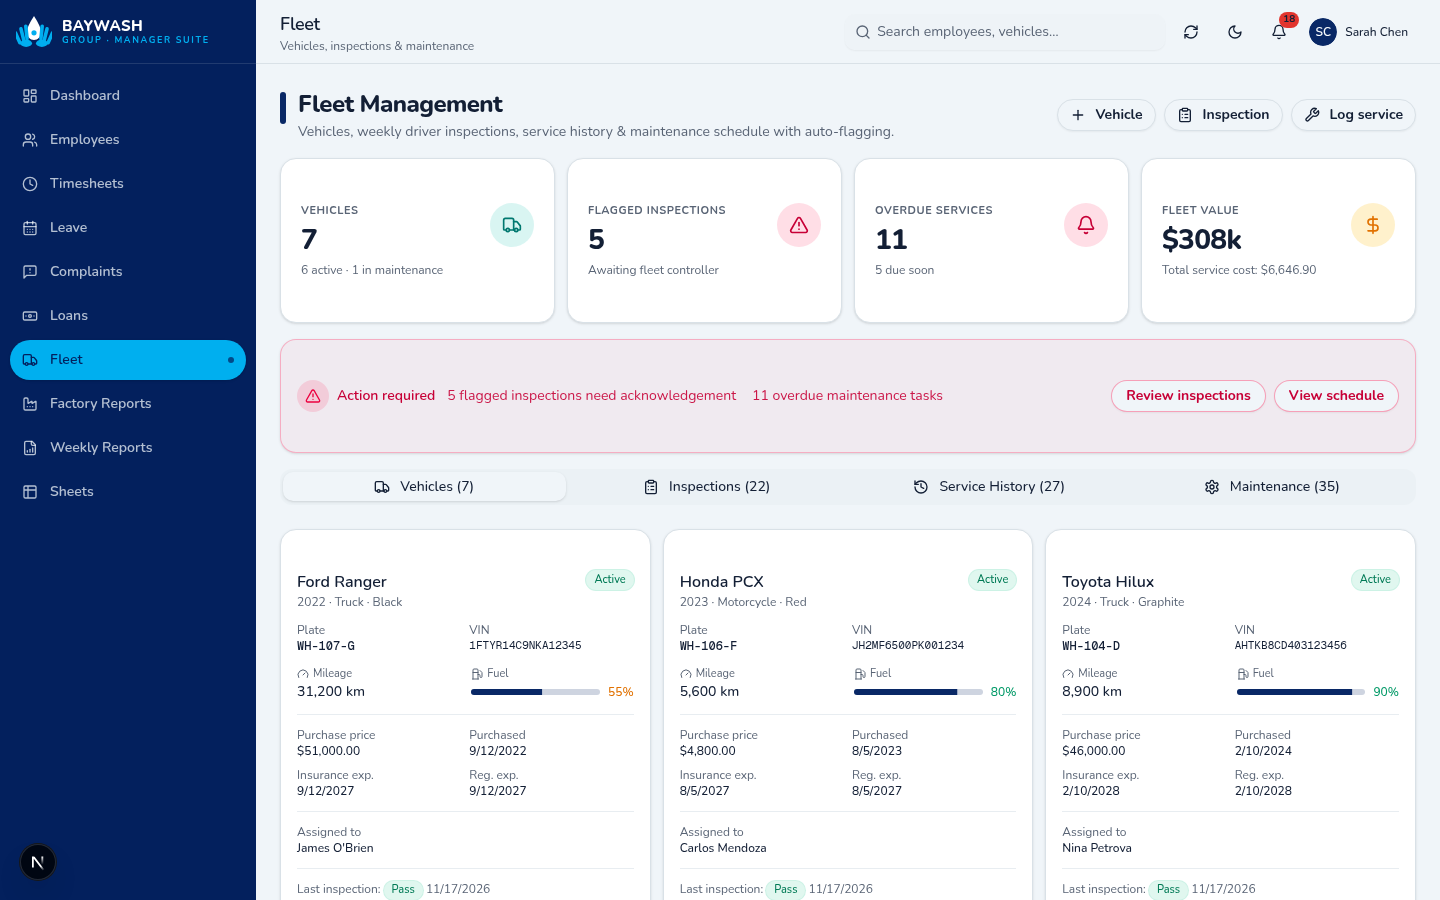 BAYWASH
GROUP · MANAGER SUITE
Dashboard
Employees
Timesheets
Leave
Complaints
Loans
Fleet
Factory Reports
Weekly Reports
Sheets
N
Fleet
Vehicles, inspections & maintenance
Search employees, vehicles...
18
SC
Sarah Chen
Fleet Management
Vehicles, weekly driver inspections, service history & maintenance schedule with auto-flagging.
Vehicle
Inspection
Log service
VEHICLES
7
6 active · 1 in maintenance
FLAGGED INSPECTIONS
5
Awaiting fleet controller
OVERDUE SERVICES
11
5 due soon
FLEET VALUE
$308k
Total service cost: $6,646.90
Action required 5 flagged inspections need acknowledgement 11 overdue maintenance tasks
Review inspections
View schedule
Vehicles (7)
Inspections (22)
Service History (27)
Maintenance (35)
Ford Ranger
Active
2022 · Truck · Black
Plate VIN
WH-107-G 1FTYR14C9NKA12345
Mileage Fuel
31,200 km 55%
Purchase price Purchased
$51,000.00 9/12/2022
Insurance exp. Reg. exp.
9/12/2027 9/12/2027
Assigned to
James O'Brien
Last inspection: Pass 11/17/2026
Honda PCX
Active
2023 · Motorcycle · Red
Plate VIN
WH-106-F JH2MF6500PK001234
Mileage Fuel
5,600 km 80%
Purchase price Purchased
$4,800.00 8/5/2023
Insurance exp. Reg. exp.
8/5/2027 8/5/2027
Assigned to
Carlos Mendoza
Last inspection: Pass 11/17/2026
Toyota Hilux
Active
2024 · Truck · Graphite
Plate VIN
WH-104-D AHTKB8CD403123456
Mileage Fuel
8,900 km 90%
Purchase price Purchased
$46,000.00 2/10/2024
Insurance exp. Reg. exp.
2/10/2028 2/10/2028
Assigned to
Nina Petrova
Last inspection: Pass 11/17/2026